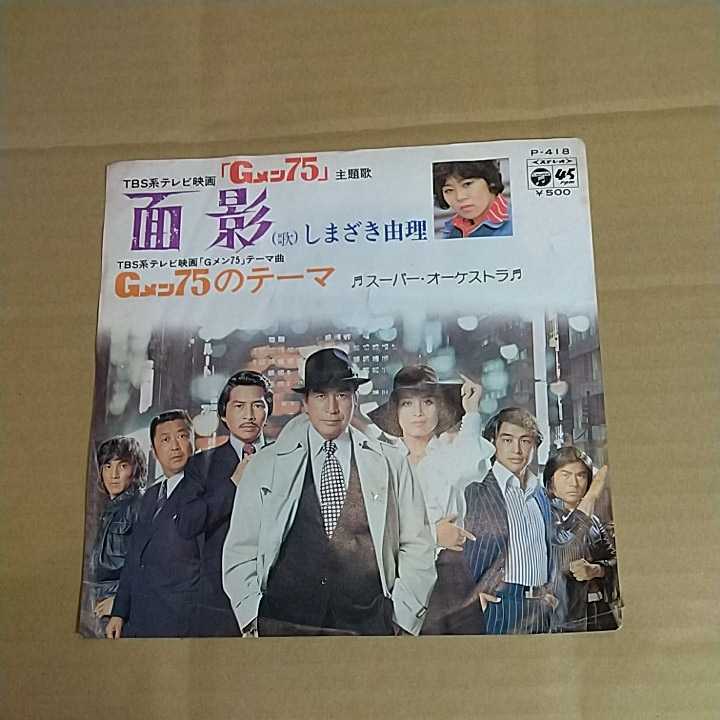 TBS系テレビ映画「Gメン75」主題歌
面影(歌)しまざき由理
TBS系テレビ映画「Gメン75」テーマ曲
Gメン75のテーマ ♬スーパー・オーケストラ♬
P-418
45
rpm
¥500